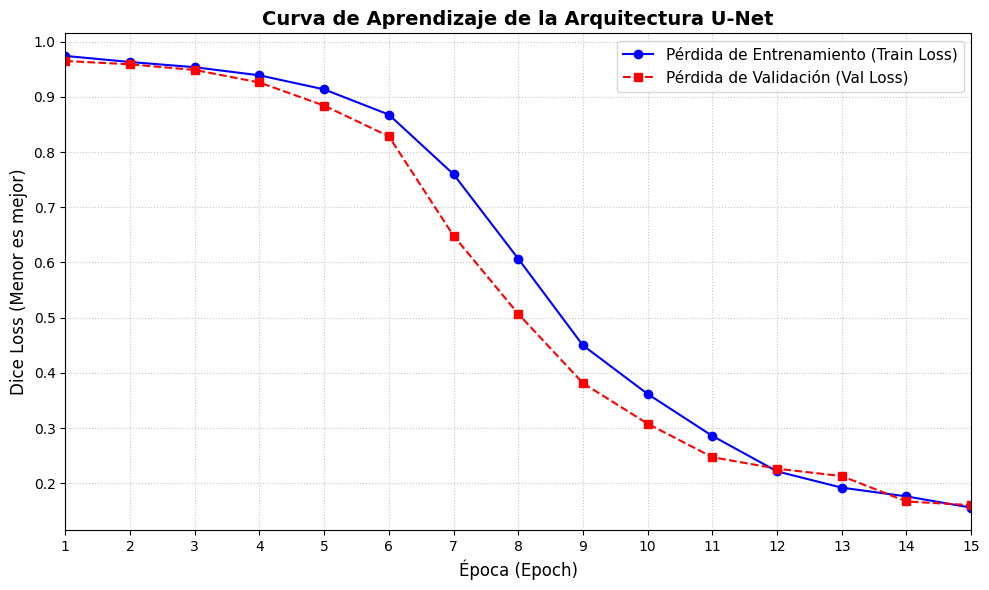 Curva de Aprendizaje de la Arquitectura U-Net
Pérdida de Entrenamiento (Train Loss)
Pérdida de Validación (Val Loss)
Dice Loss (Menor es mejor)
1.0
0.9
0.8
0.7
0.6
0.5
0.4
0.3
0.2
1 2 3 4 5 6 7 8 9 10 11 12 13 14 15
Época (Epoch)